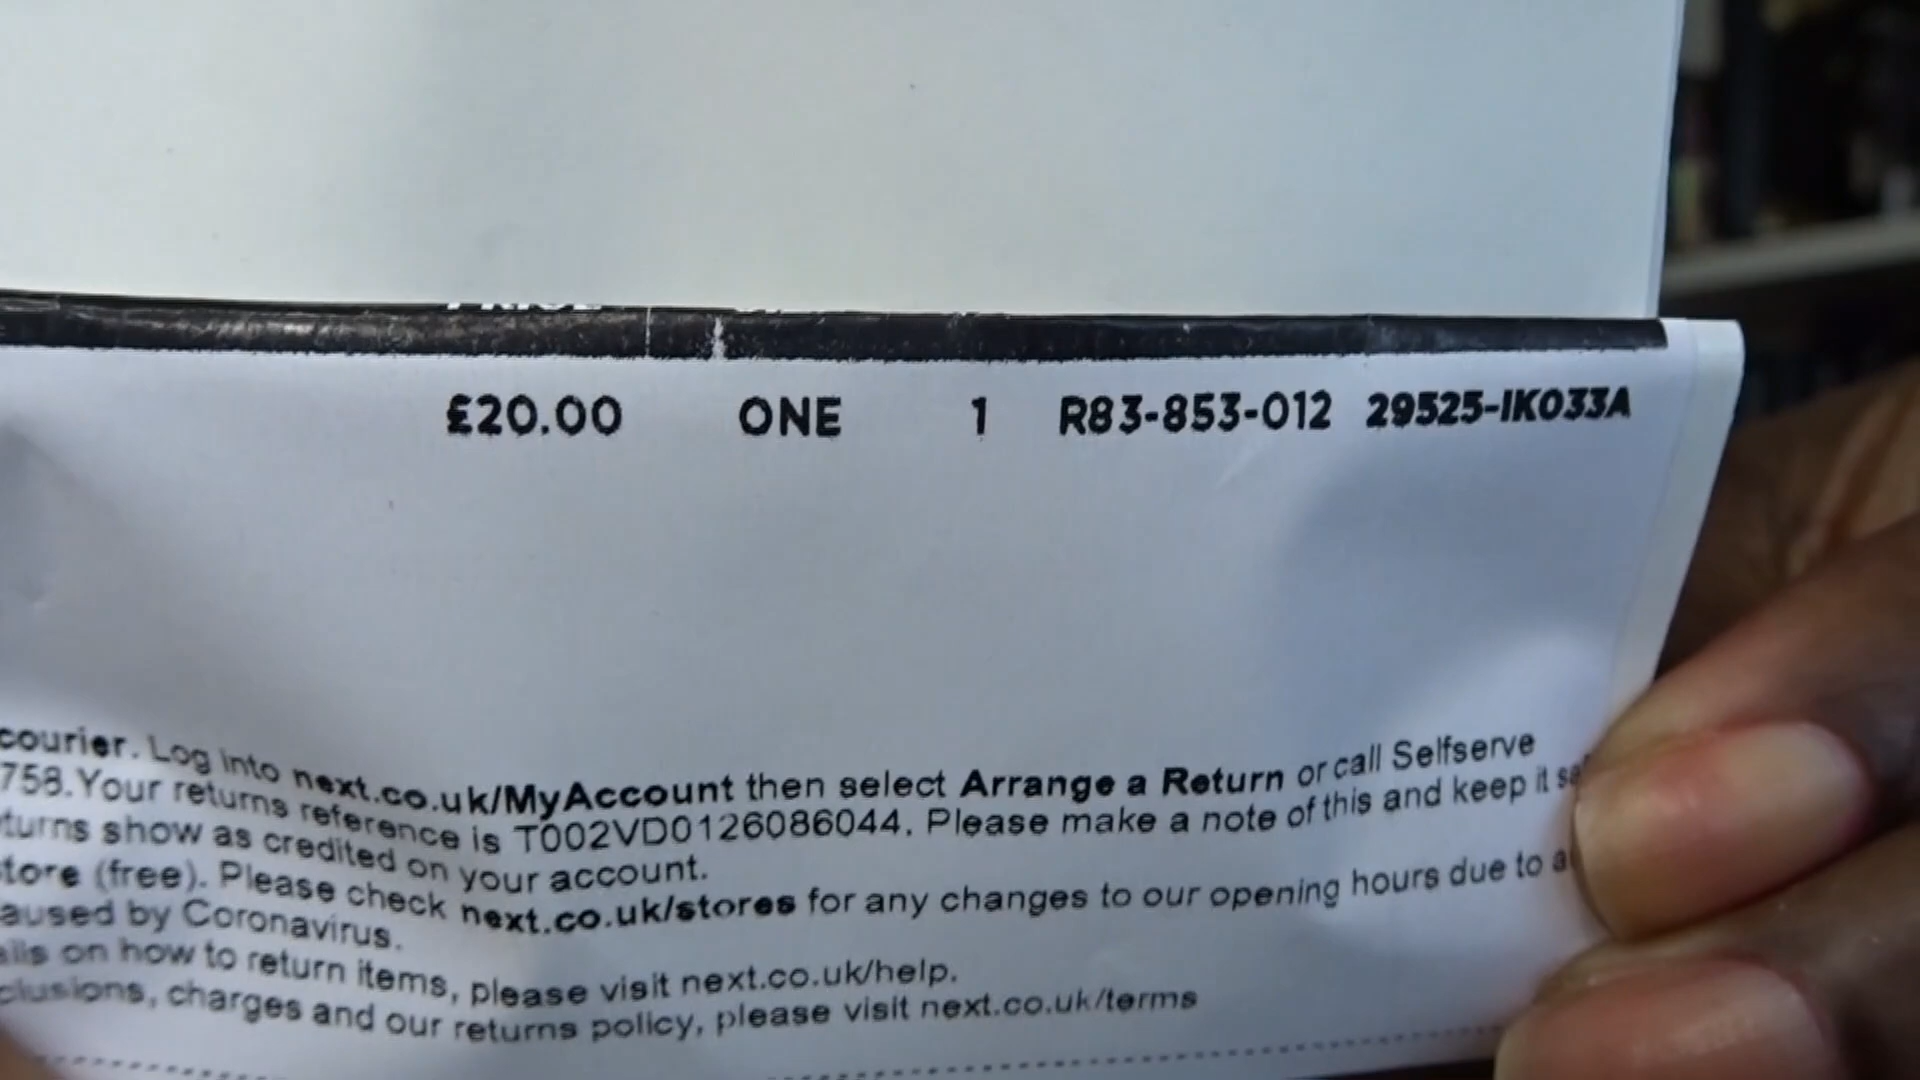 £20.00 ONE 1 R83-853-012 29525-IK033A
courier. Log into next.co.uk/MyAccount then select Arrange a Return or call Selfserve
758. Your returns reference is T002VD0126086044. Please make a note of this and keep it
turns show as credited on your account.
tore (free). Please check next.co.uk/stores for any changes to our opening hours due to
aused by Coronavirus.
ails on how to return items, please visit next.co.uk/help.
clusions, charges and our returns policy, please visit next.co.uk/terms